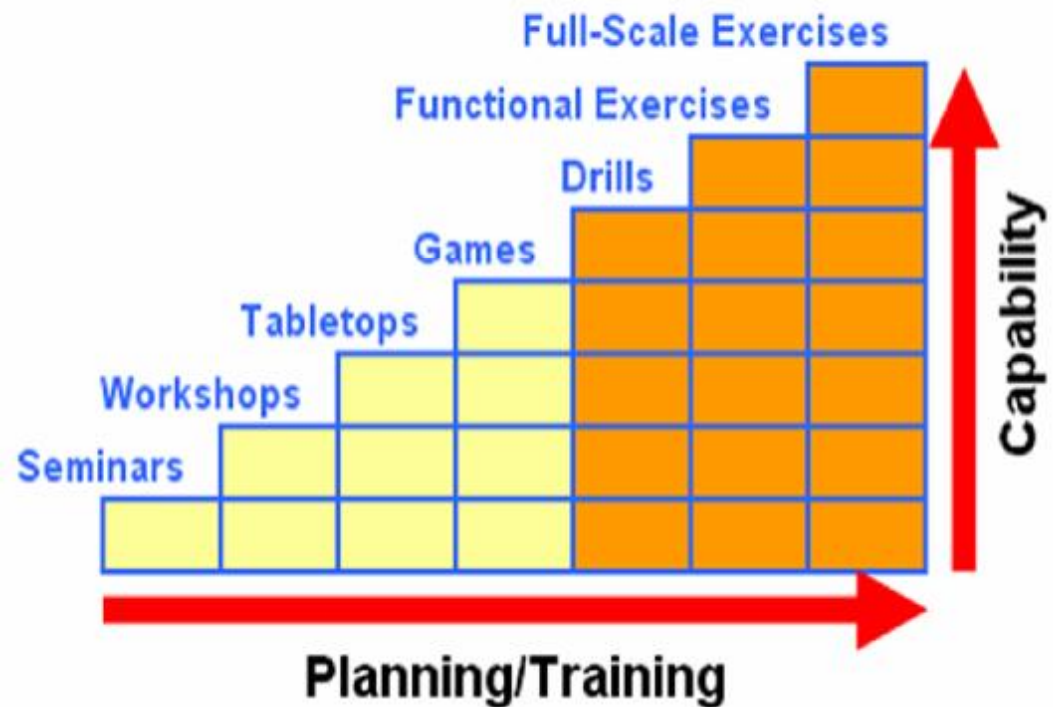 Full-Scale Exercises
Functional Exercises
Drills
Games
Tabletops
Workshops
Seminars
Capability
Planning/Training